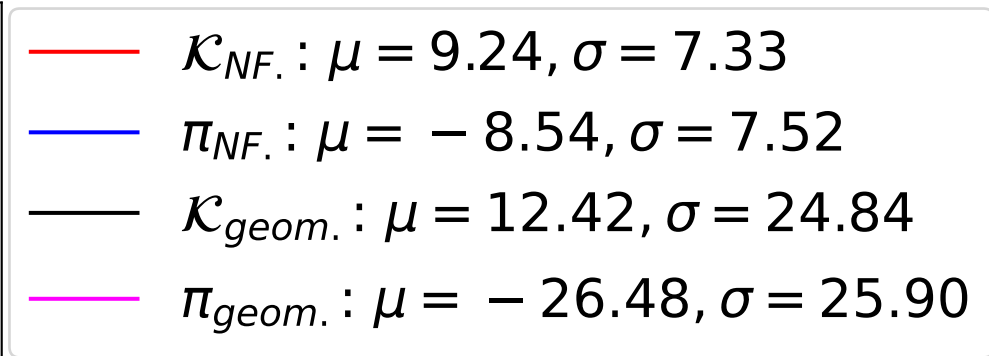 𝒦_{NF.}: μ = 9.24, σ = 7.33
π_{NF.}: μ = − 8.54, σ = 7.52
𝒦_{geom.}: μ = 12.42, σ = 24.84
π_{geom.}: μ = − 26.48, σ = 25.90